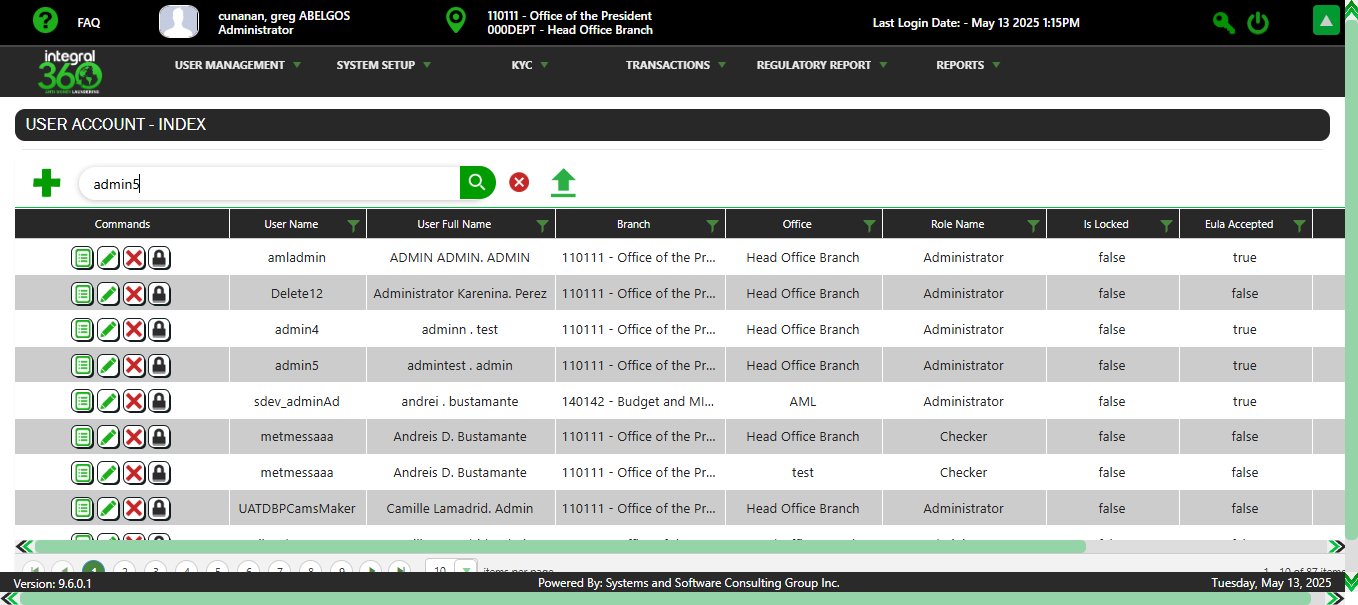 FAQ
cunanan, greg ABELGOS
Administrator
110111 - Office of the President
000DEPT - Head Office Branch
Last Login Date: - May 13 2025 1:15PM
integral
360
USER MANAGEMENT
SYSTEM SETUP
KYC
TRANSACTIONS
REGULATORY REPORT
REPORTS
USER ACCOUNT - INDEX
admin5
Commands User Name User Full Name Branch Office Role Name Is Locked Eula Accepted
amladmin ADMIN ADMIN. ADMIN 110111 - Office of the Pr... Head Office Branch Administrator false true
Delete12 Administrator Karenina. Perez 110111 - Office of the Pr... Head Office Branch Administrator false false
admin4 adminn . test 110111 - Office of the Pr... Head Office Branch Administrator false true
admin5 admintest . admin 110111 - Office of the Pr... Head Office Branch Administrator false true
sdev_adminAd andrei . bustamante 140142 - Budget and MI... AML Administrator false true
metmessaaa Andreis D. Bustamante 110111 - Office of the Pr... Head Office Branch Checker false false
metmessaaa Andreis D. Bustamante 110111 - Office of the Pr... test Checker false false
UATDBPCamsMaker Camille Lamadrid. Admin 110111 - Office of the Pr... Head Office Branch Administrator false false
1 2 3 4 5 6 7 8 9 10 items per page 1 - 10 of 87 items
Version: 9.6.0.1
Powered By: Systems and Software Consulting Group Inc.
Tuesday, May 13, 2025